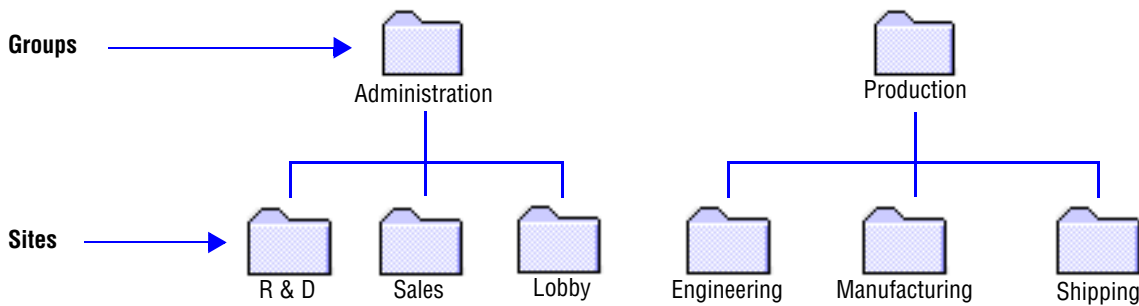 Groups
Administration
Production
Sites
R & D
Sales
Lobby
Engineering
Manufacturing
Shipping